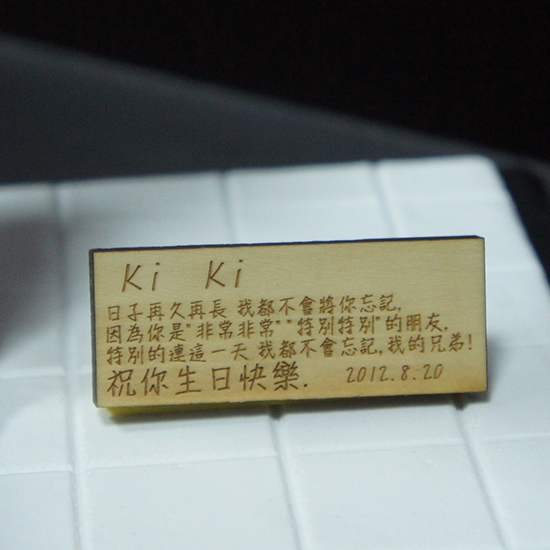 Ki Ki
日子再久再長 我都不會將你忘記,
因為你是"非常非常" "特別特別"的朋友,
特別的連這一天 我都不會忘記,我的兄弟!
祝你生日快樂. 2012.8.20